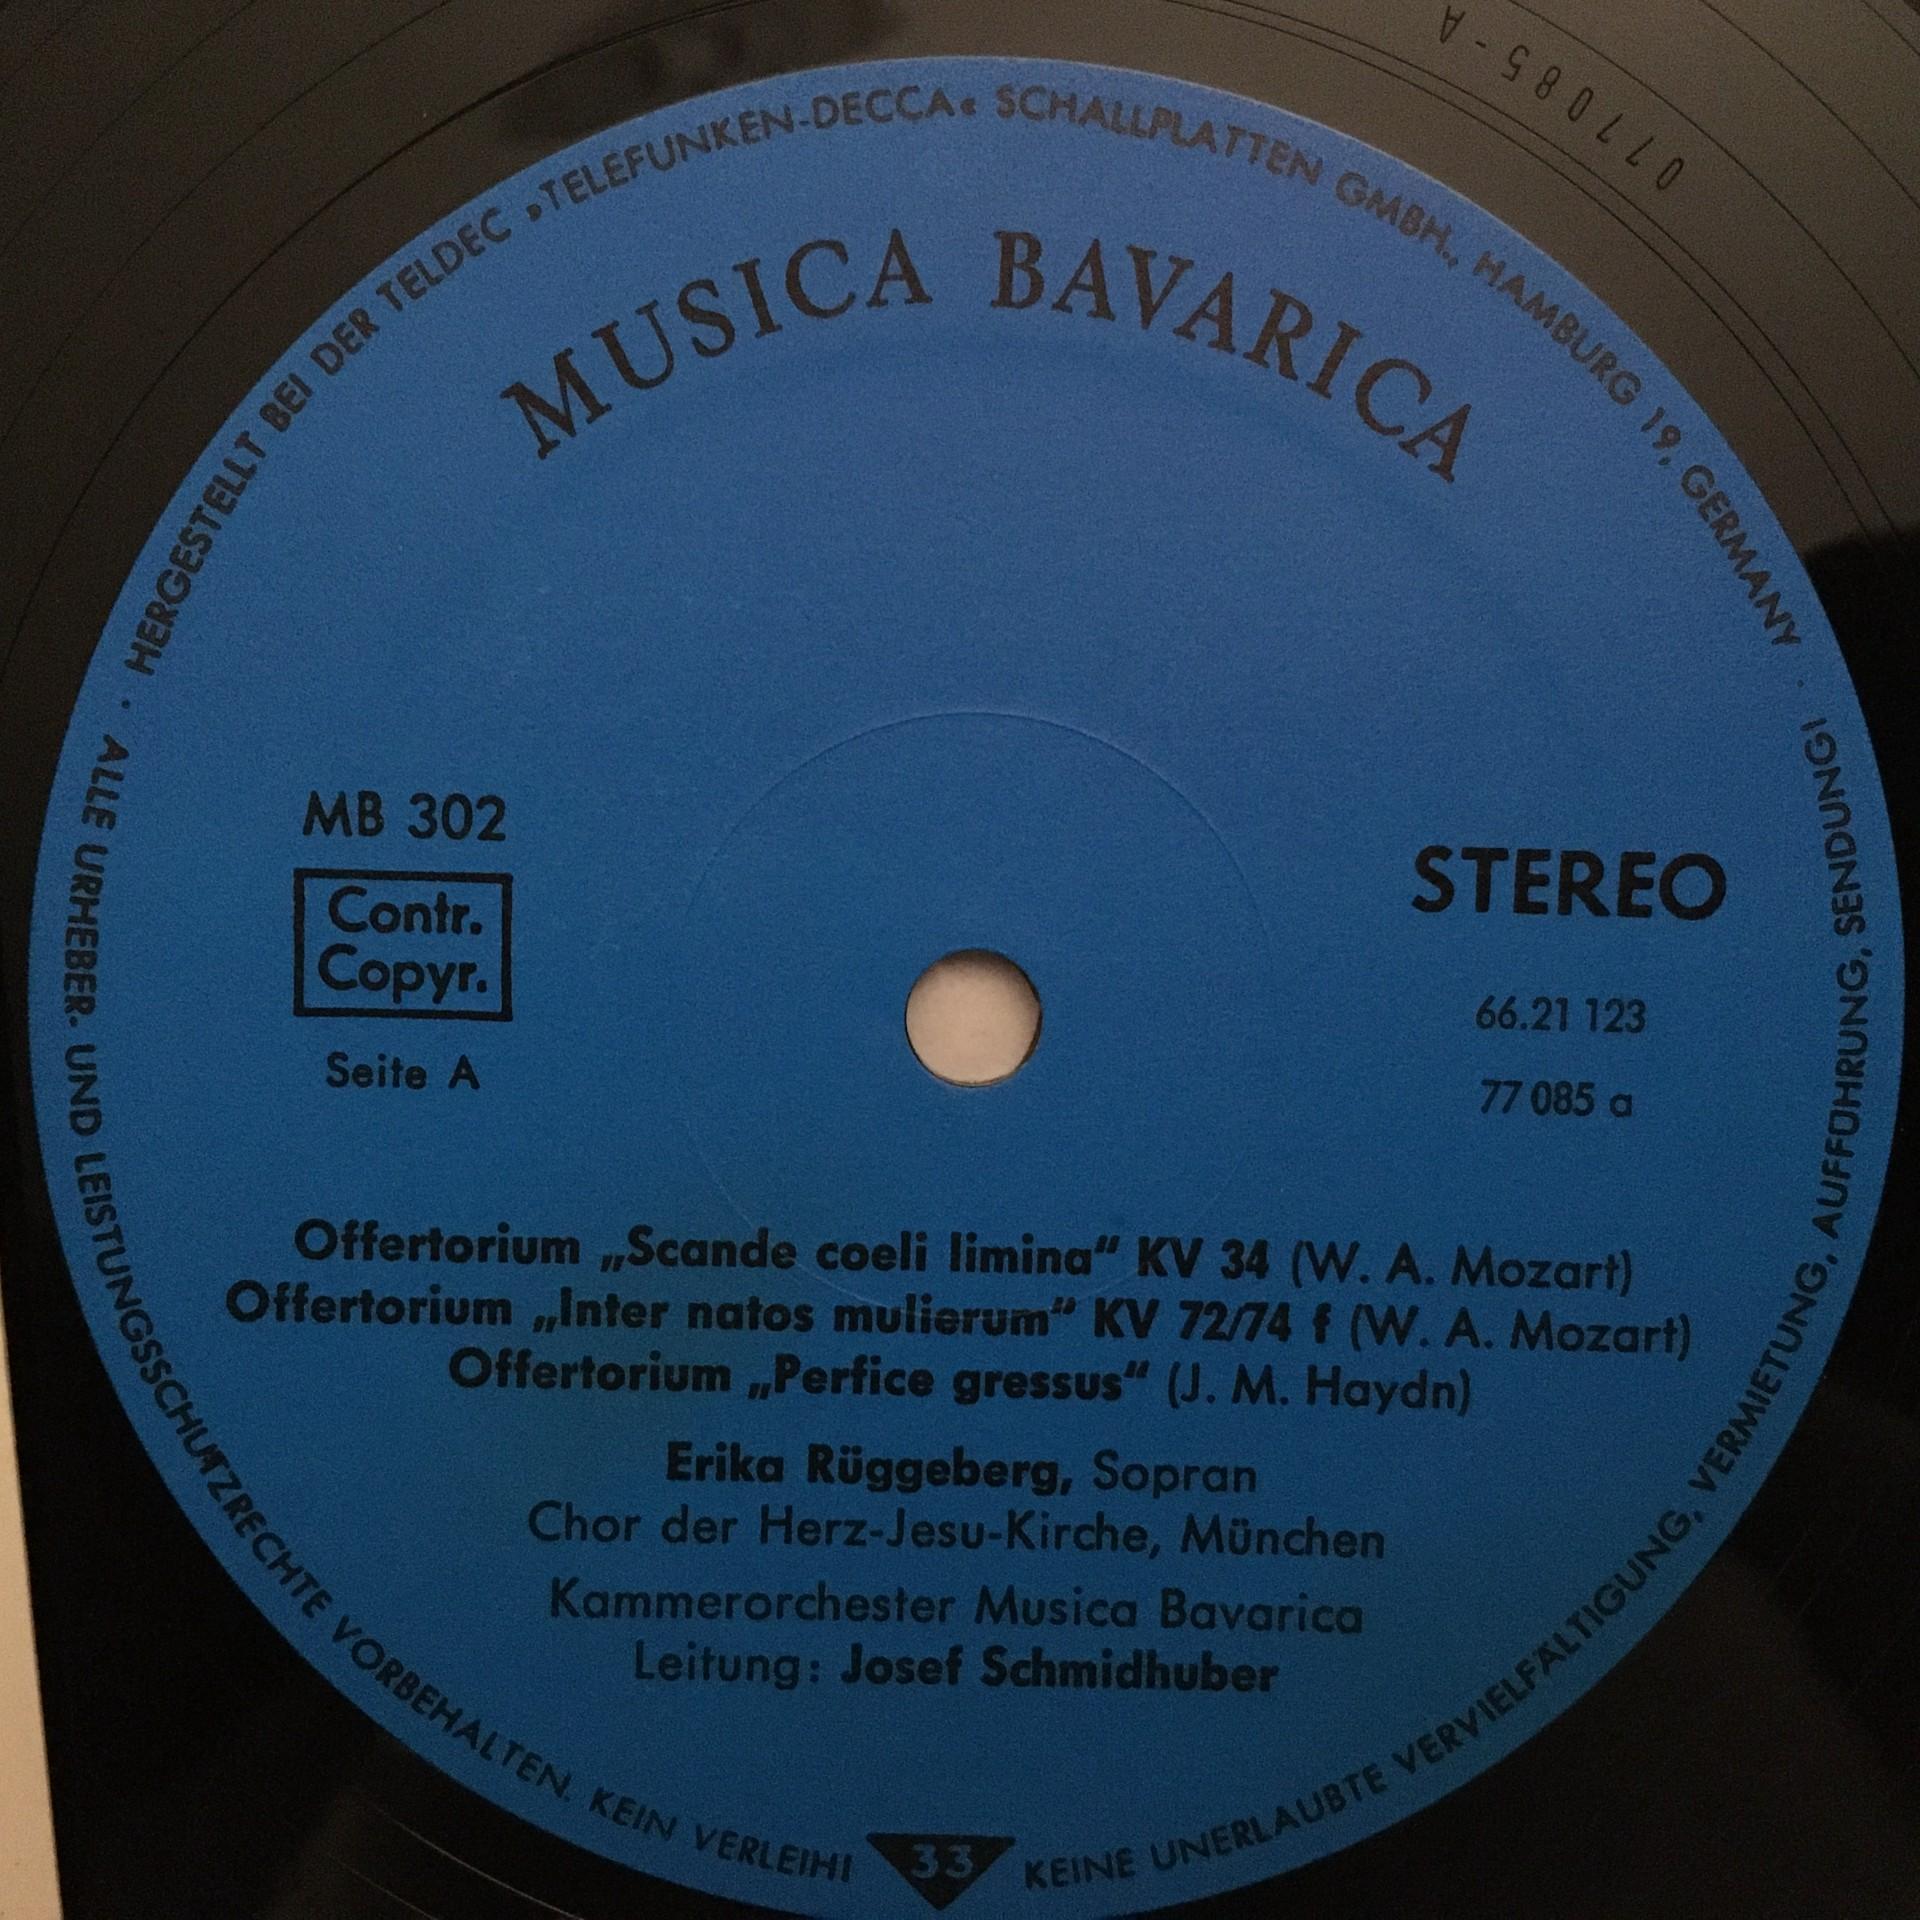 077085-A
HERGESTELLT BEI DER TELDEC »TELEFUNKEN-DECCA« SCHALLPLATTEN GMBH., HAMBURG 19, GERMANY ·
MUSICA BAVARICA
MB 302
Contr.
Copyr.
Seite A
STEREO
66.21 123
77 085 a
Offertorium „Scande coeli limina“ KV 34 (W. A. Mozart)
Offertorium „Inter natos mulierum“ KV 72/74 f (W. A. Mozart)
Offertorium „Perfice gressus“ (J. M. Haydn)
Erika Rüggeberg, Sopran
Chor der Herz-Jesu-Kirche, München
Kammerorchester Musica Bavarica
Leitung: Josef Schmidhuber
· ALLE URHEBER- UND LEISTUNGSSCHUTZRECHTE VORBEHALTEN. KEIN VERLEIH!
33
KEINE UNERLAUBTE VERVIELFÄLTIGUNG, VERMIETUNG, AUFFÜHRUNG, SENDUNG!